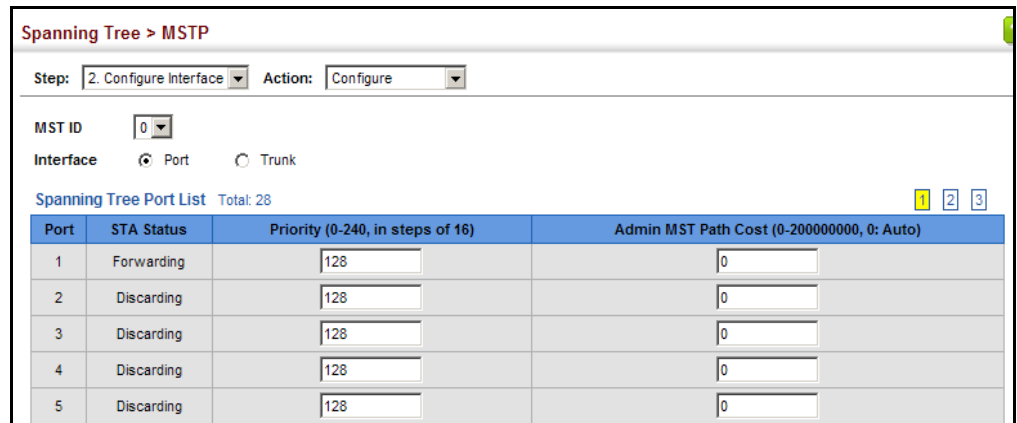 Spanning Tree > MSTP
Step: 2. Configure Interface Action: Configure
MST ID 0
Interface Port Trunk
Spanning Tree Port List Total: 28 1 2 3
Port STA Status Priority (0-240, in steps of 16) Admin MST Path Cost (0-200000000, 0: Auto)
1 Forwarding 128 0
2 Discarding 128 0
3 Discarding 128 0
4 Discarding 128 0
5 Discarding 128 0